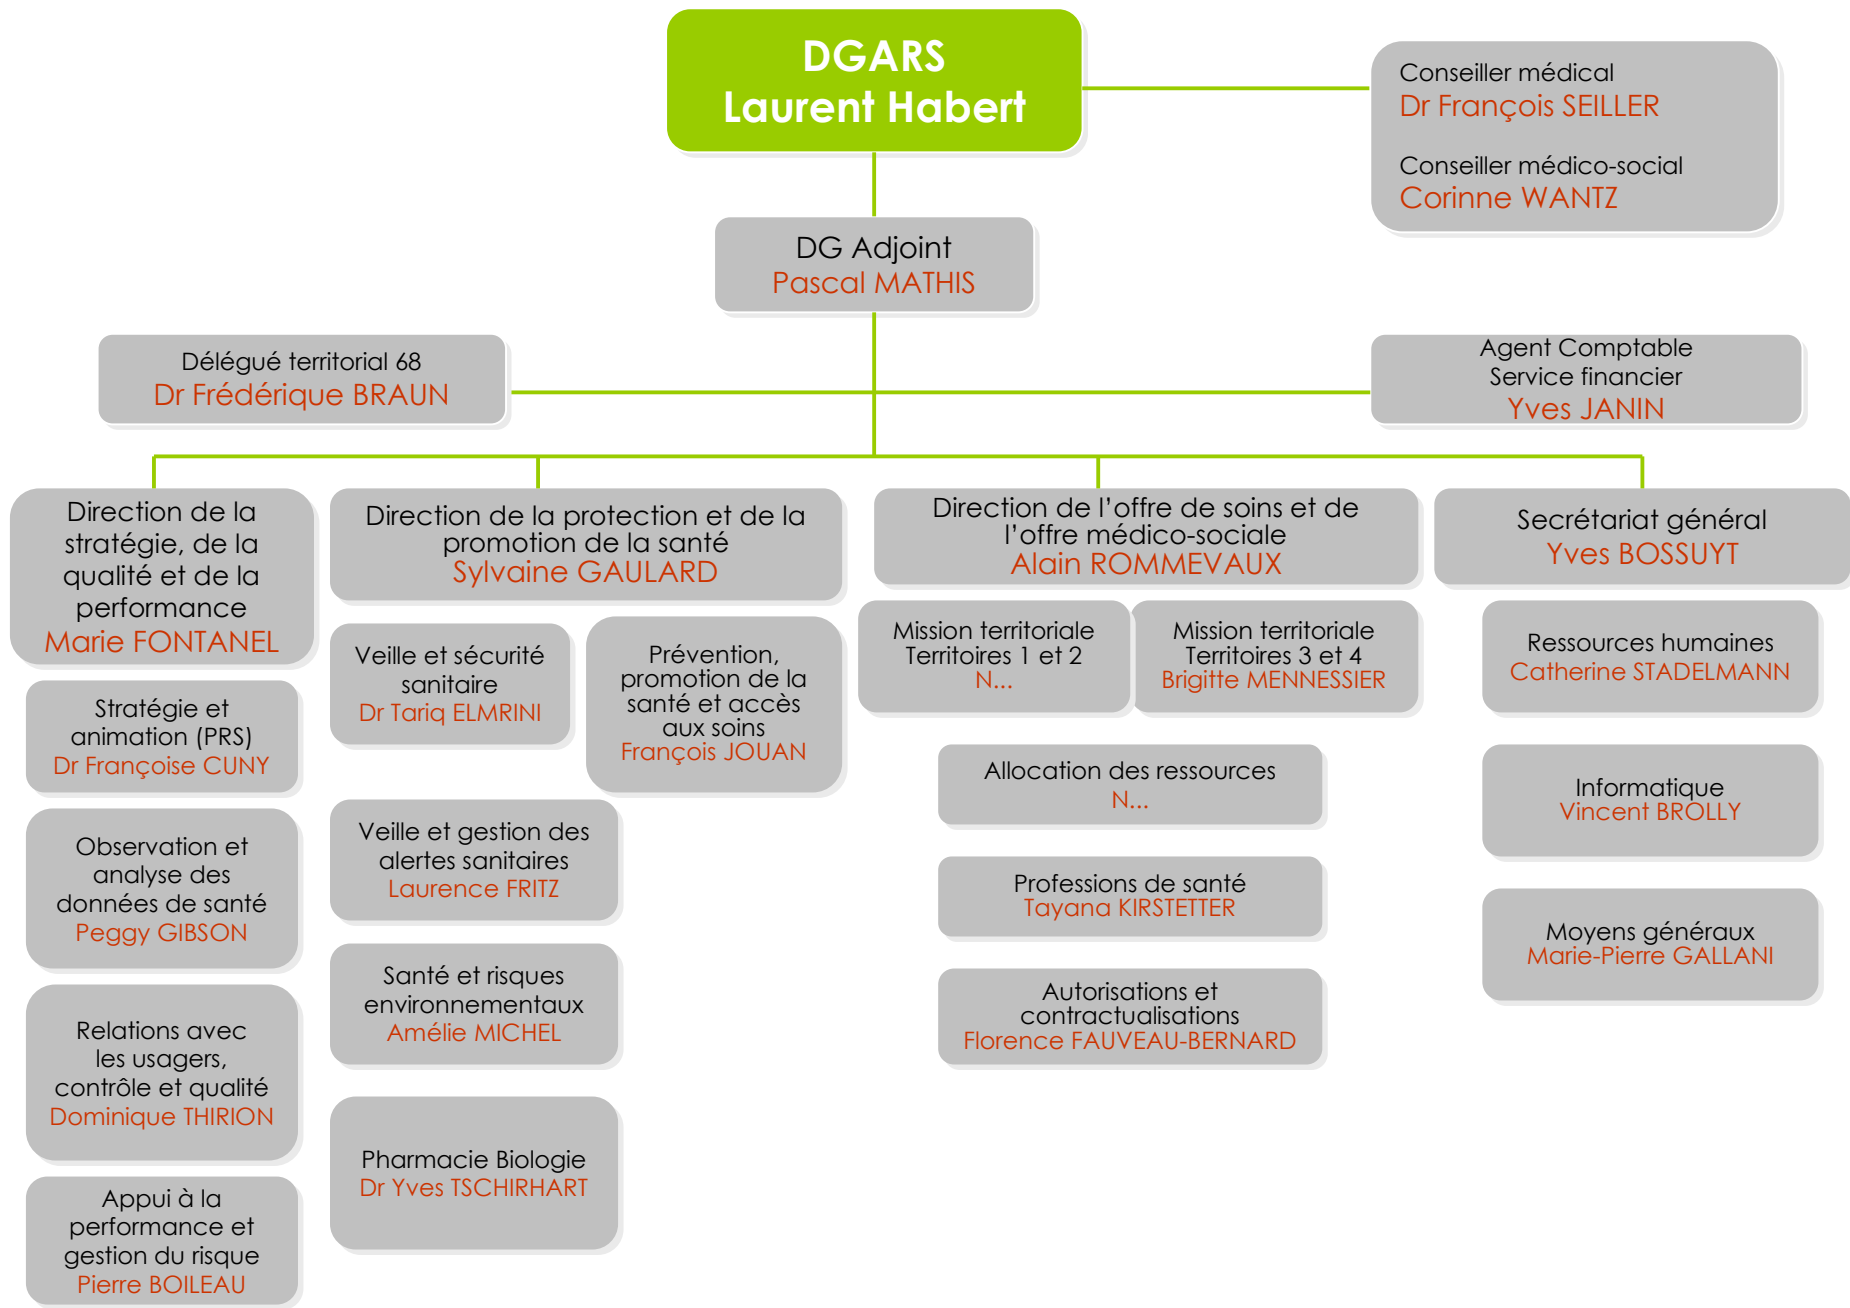 DGARS
Laurent Habert
Conseiller médical
Dr François SEILLER
Conseiller médico-social
Corinne WANTZ
DG Adjoint
Pascal MATHIS
Délégué territorial 68
Dr Frédérique BRAUN
Agent Comptable
Service financier
Yves JANIN
Direction de la
stratégie, de la
qualité et de la
performance
Marie FONTANEL
Stratégie et
animation (PRS)
Dr Françoise CUNY
Observation et
analyse des
données de santé
Peggy GIBSON
Relations avec
les usagers,
contrôle et qualité
Dominique THIRION
Appui à la
performance et
gestion du risque
Pierre BOILEAU
Direction de la protection et de la
promotion de la santé
Sylvaine GAULARD
Veille et sécurité
sanitaire
Dr Tariq ELMRINI
Prévention,
promotion de la
santé et accès
aux soins
François JOUAN
Veille et gestion des
alertes sanitaires
Laurence FRITZ
Santé et risques
environnementaux
Amélie MICHEL
Pharmacie Biologie
Dr Yves TSCHIRHART
Direction de l'offre de soins et de
l'offre médico-sociale
Alain ROMMEVAUX
Mission territoriale
Territoires 1 et 2
N...
Mission territoriale
Territoires 3 et 4
Brigitte MENNESSIER
Allocation des ressources
N...
Professions de santé
Tayana KIRSTETTER
Autorisations et
contractualisations
Florence FAUVEAU-BERNARD
Secrétariat général
Yves BOSSUYT
Ressources humaines
Catherine STADELMANN
Informatique
Vincent BROLLY
Moyens généraux
Marie-Pierre GALLANI